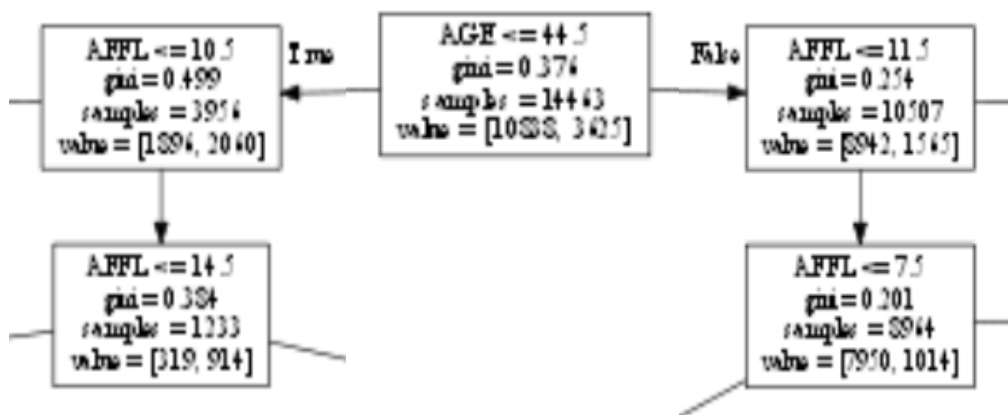 AFFL <= 10.5
gini = 0.499
samples = 3956
value = [1896, 2060]
True
AGE <= 44.5
gini = 0.376
samples = 14463
value = [10838, 3625]
False
AFFL <= 11.5
gini = 0.254
samples = 10507
value = [8942, 1565]
AFFL <= 14.5
gini = 0.384
samples = 1233
value = [319, 914]
AFFL <= 7.5
gini = 0.201
samples = 8964
value = [7950, 1014]